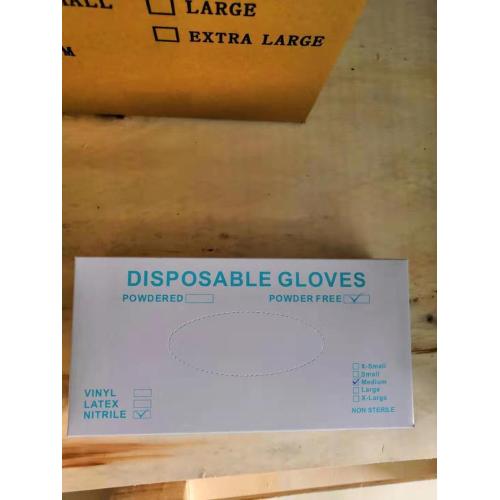 LARGE
EXTRA LARGE
DISPOSABLE GLOVES
POWDERED
POWDER FREE
X-Small
Small
Medium
Large
X-Large
VINYL
LATEX
NITRILE
NON STERILE